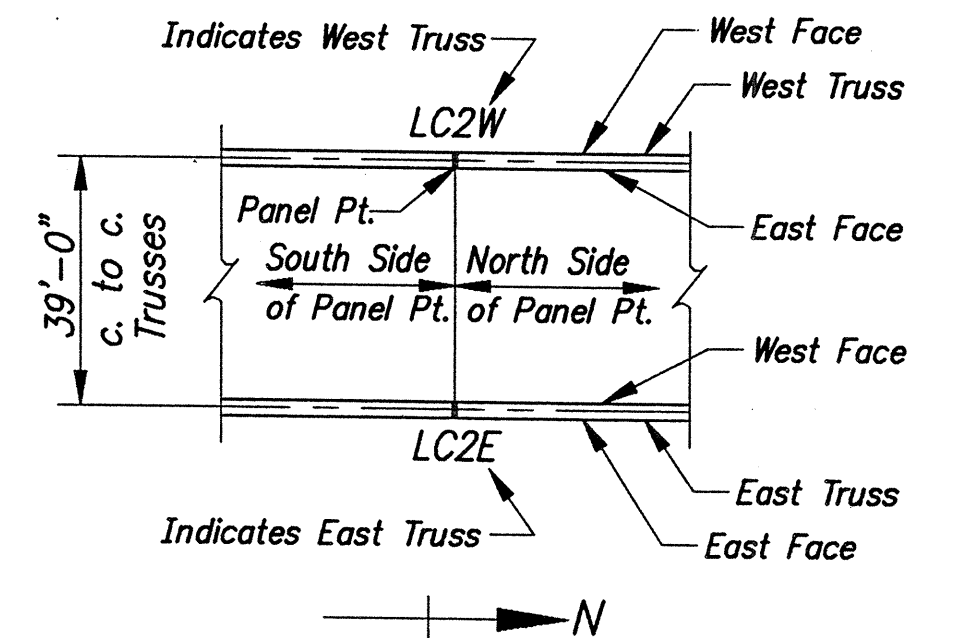 Indicates West Truss
West Face
West Truss
LC2W
Panel Pt.
East Face
39'-0"
c. to c.
Trusses
South Side
of Panel Pt.
North Side
of Panel Pt.
West Face
LC2E
East Truss
Indicates East Truss
East Face
N